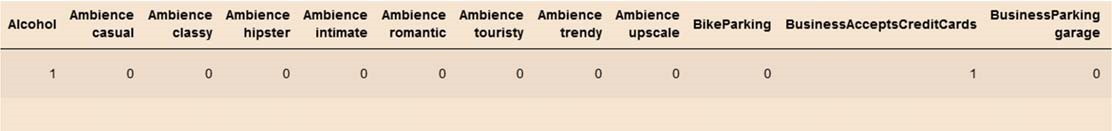 Alcohol Ambience casual Ambience classy Ambience hipster Ambience intimate Ambience romantic Ambience touristy Ambience trendy Ambience upscale BikeParking BusinessAcceptsCreditCards BusinessParking garage
1 0 0 0 0 0 0 0 0 0 1 0